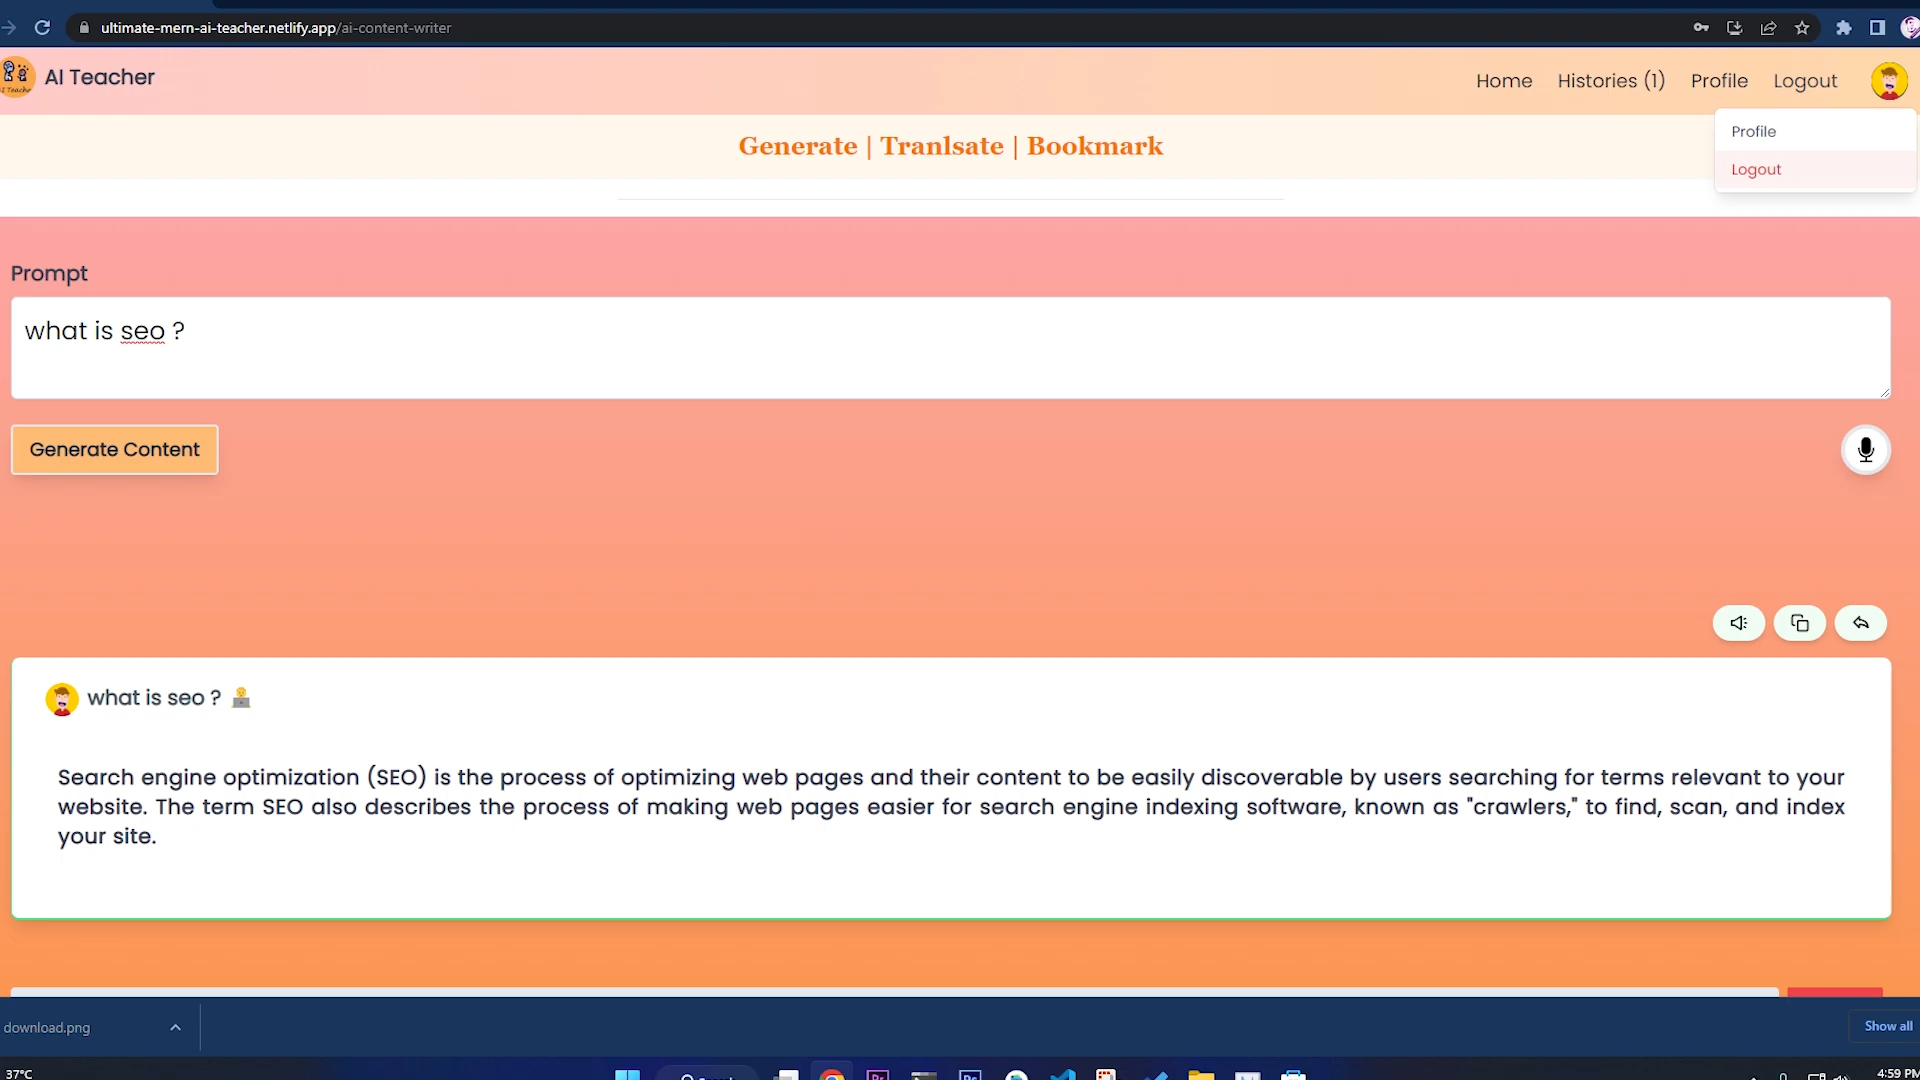 ultimate-mern-ai-teacher.netlify.app/ai-content-writer
AI Teacher
Home
Histories (1)
Profile
Logout
Profile
Logout
Generate | Tranlsate | Bookmark
Prompt
what is seo ?
Generate Content
what is seo ?
Search engine optimization (SEO) is the process of optimizing web pages and their content to be easily discoverable by users searching for terms relevant to your
website. The term SEO also describes the process of making web pages easier for search engine indexing software, known as "crawlers," to find, scan, and index
your site.
download.png
Show all
37°C
4:59 PM